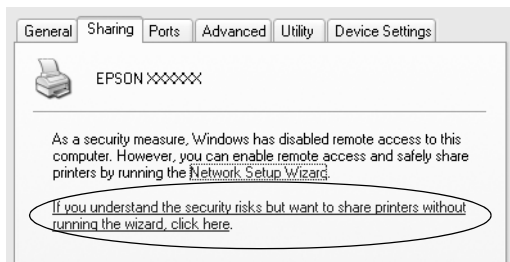 General Sharing Ports Advanced Utility Device Settings
EPSON XXXXXX
As a security measure, Windows has disabled remote access to this
computer. However, you can enable remote access and safely share
printers by running the Network Setup Wizard.
If you understand the security risks but want to share printers without
running the wizard, click here.